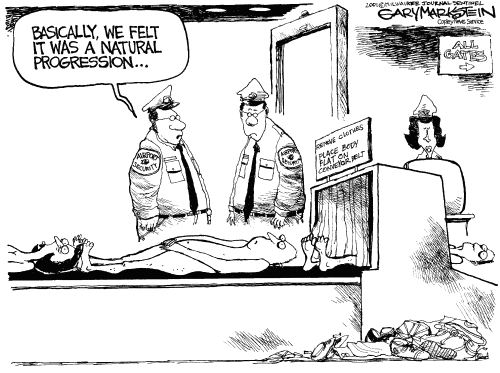 2001©MILWAUKEE JOURNAL SENTINEL
GARY MARKSTEIN
Copley News Service
BASICALLY, WE FELT
IT WAS A NATURAL
PROGRESSION...
ALL
GATES
→
REMOVE CLOTHES
PLACE BODY
FLAT ON
CONVEYOR BELT
AIRPORT
SECURITY
AIRPORT
SECURITY